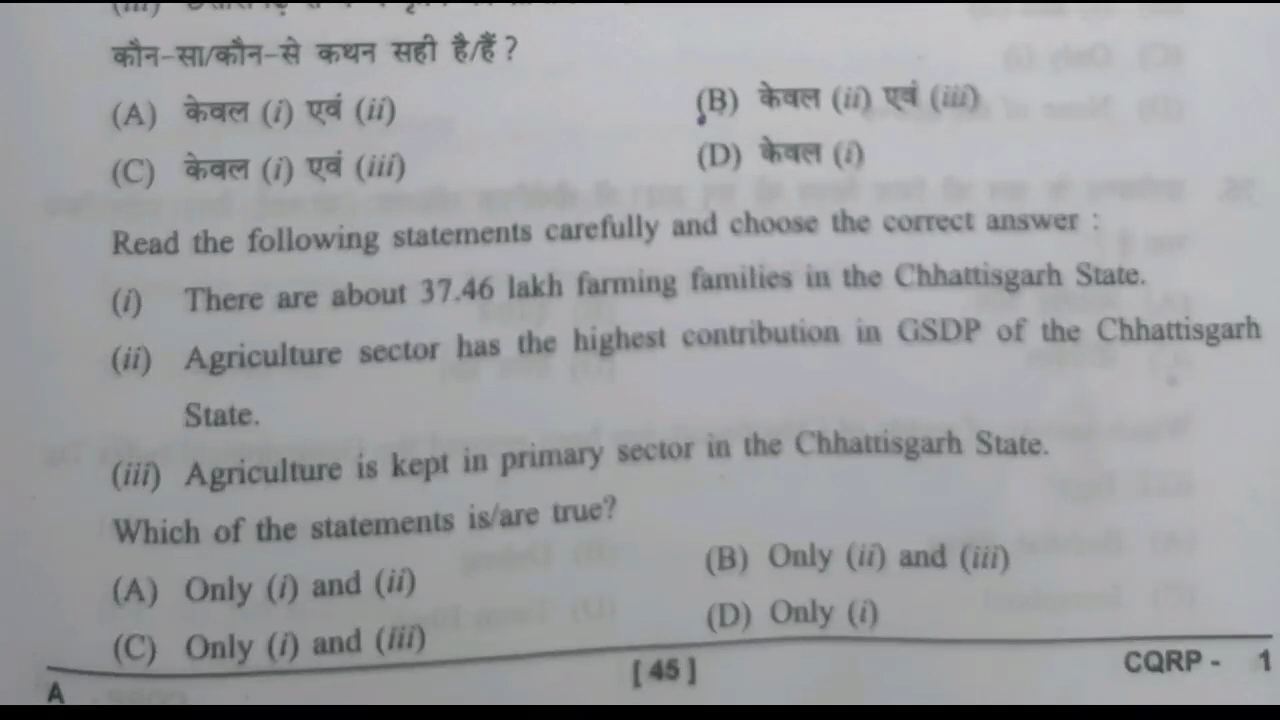 (iii)
कौन-सा/कौन-से कथन सही है/हैं ?
(A) केवल (i) एवं (ii) (B) केवल (ii) एवं (iii)
(C) केवल (i) एवं (iii) (D) केवल (i)
Read the following statements carefully and choose the correct answer :
(i) There are about 37.46 lakh farming families in the Chhattisgarh State.
(ii) Agriculture sector has the highest contribution in GSDP of the Chhattisgarh
State.
(iii) Agriculture is kept in primary sector in the Chhattisgarh State.
Which of the statements is/are true?
(A) Only (i) and (ii) (B) Only (ii) and (iii)
(C) Only (i) and (iii) (D) Only (i)
A [ 45 ] CQRP - 1